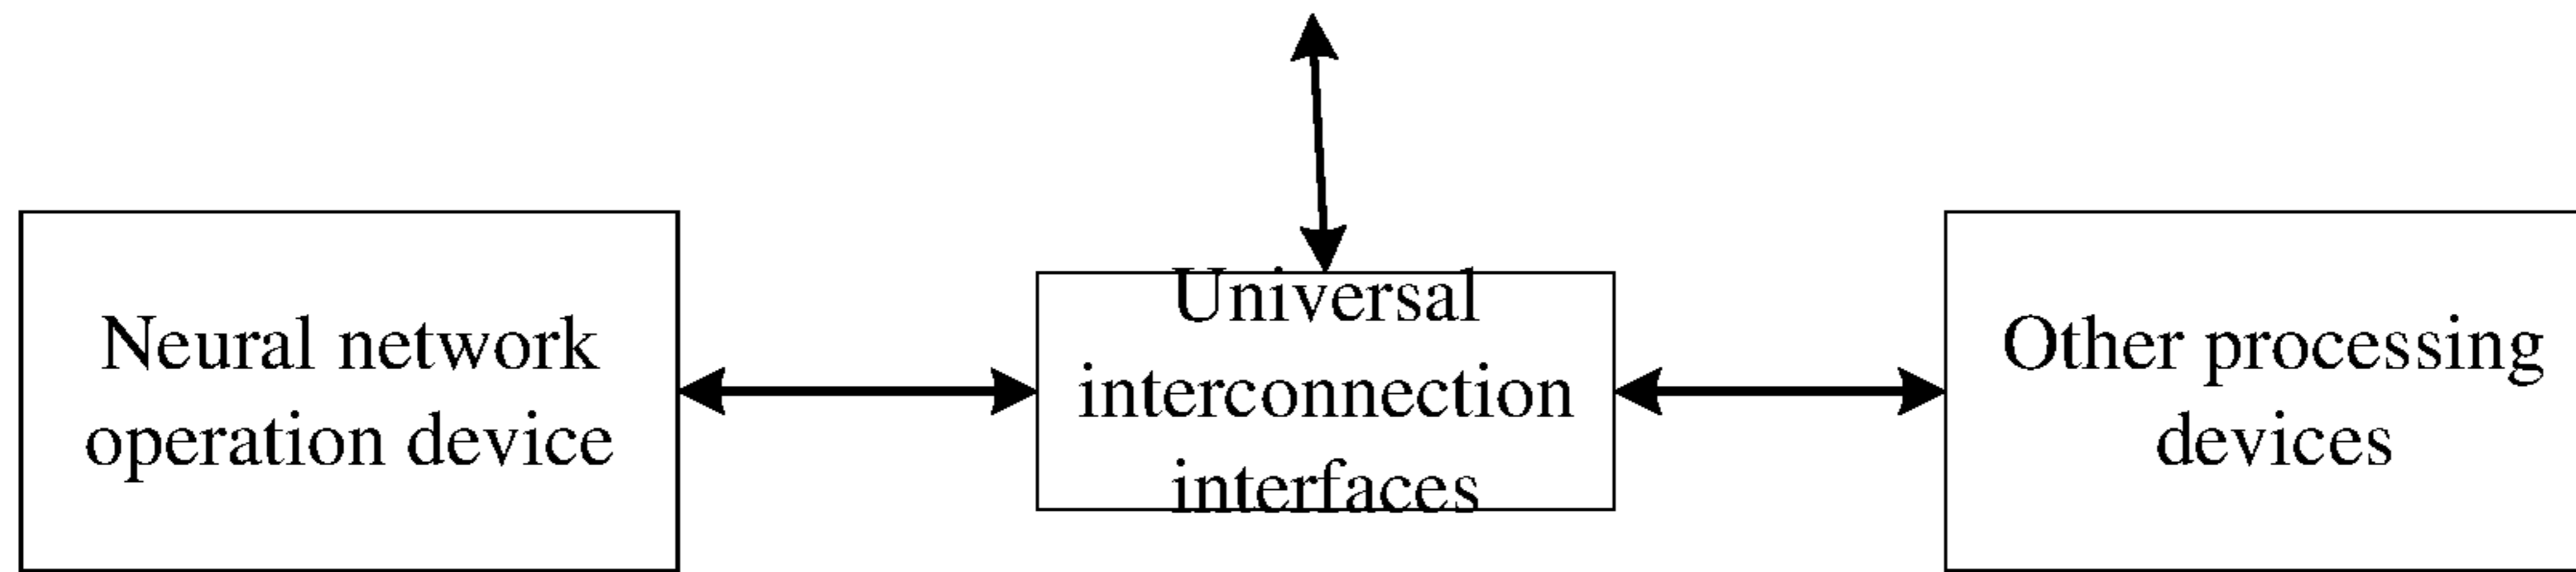 Neural network
operation device
Universal
interconnection
interfaces
Other processing
devices